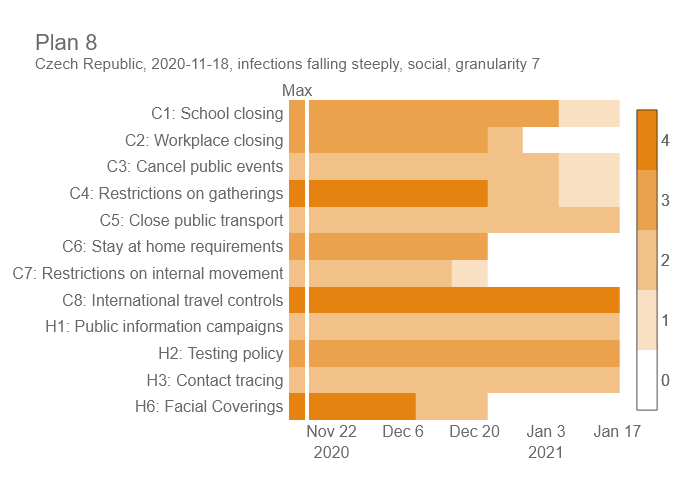 Plan 8
Czech Republic, 2020-11-18, infections falling steeply, social, granularity 7
Max
C1: School closing
C2: Workplace closing
C3: Cancel public events
C4: Restrictions on gatherings
C5: Close public transport
C6: Stay at home requirements
C7: Restrictions on internal movement
C8: International travel controls
H1: Public information campaigns
H2: Testing policy
H3: Contact tracing
H6: Facial Coverings
4
3
2
1
0
Nov 22 Dec 6 Dec 20 Jan 3 Jan 17
2020 2021